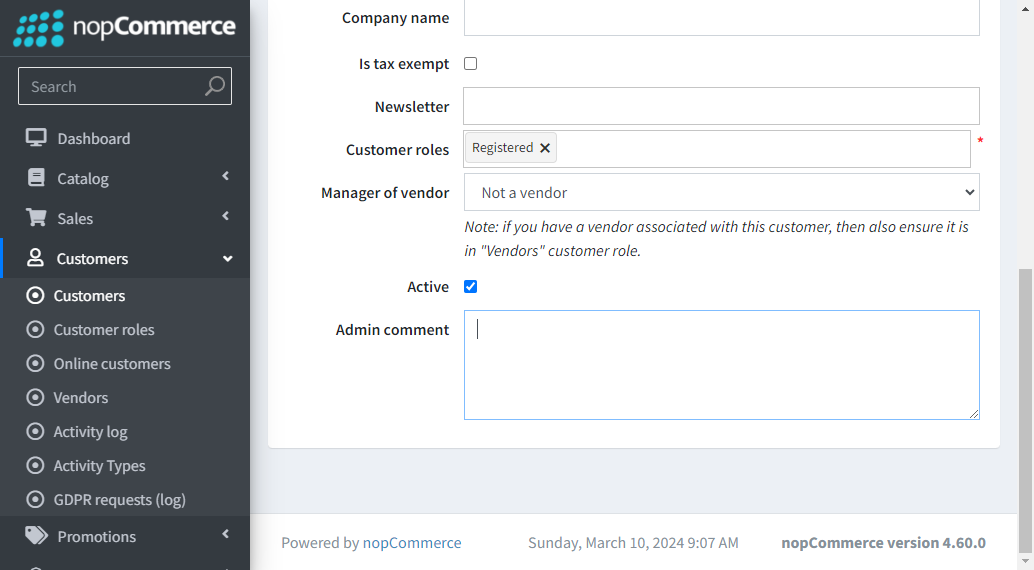 nopCommerce
Search
Dashboard
Catalog
Sales
Customers
Customers
Customer roles
Online customers
Vendors
Activity log
Activity Types
GDPR requests (log)
Promotions
Company name
Is tax exempt
Newsletter
Customer roles
Registered ×
*
Manager of vendor
Not a vendor
Note: if you have a vendor associated with this customer, then also ensure it is
in "Vendors" customer role.
Active
Admin comment
Powered by nopCommerce
Sunday, March 10, 2024 9:07 AM
nopCommerce version 4.60.0